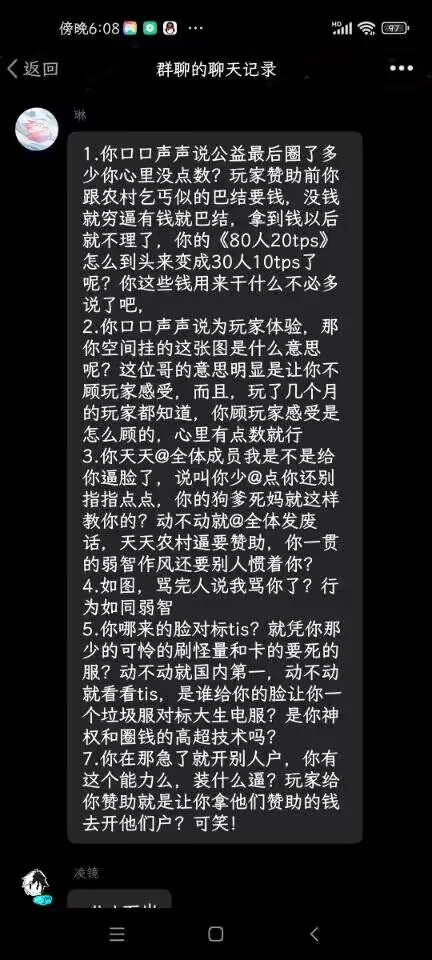 傍晚6:08
97
返回
群聊的聊天记录
琳
1.你口口声声说公益最后圈了多
少你心里没点数？玩家赞助前你
跟农村乞丐似的巴结要钱，没钱
就穷逼有钱就巴结，拿到钱以后
就不理了，你的《80人20tps》
怎么到头来变成30人10tps了
呢？你这些钱用来干什么不必多
说了吧，
2.你口口声声说为玩家体验，那
你空间挂的这张图是什么意思
呢？这位哥的意思明显是让你不
顾玩家感受，而且，玩了几个月
的玩家都知道，你顾玩家感受是
怎么顾的，心里有点数就行
3.你天天@全体成员我是不是给
你逼脸了，说叫你少@点你还别
指指点点，你的狗爹死妈就这样
教你的？动不动就@全体发废
话，天天农村逼要赞助，你一贯
的弱智作风还要别人惯着你？
4.如图，骂完人说我骂你了？行
为如同弱智
5.你哪来的脸对标tis？就凭你那
少的可怜的刷怪量和卡的要死的
服？动不动就国内第一，动不动
就看看tis，是谁给你的脸让你一
个垃圾服对标大生电服？是你神
权和圈钱的高超技术吗？
7.你在那急了就开别人户，你有
这个能力么，装什么逼？玩家给
你赞助就是让你拿他们赞助的钱
去开他们户？可笑！
凌镜